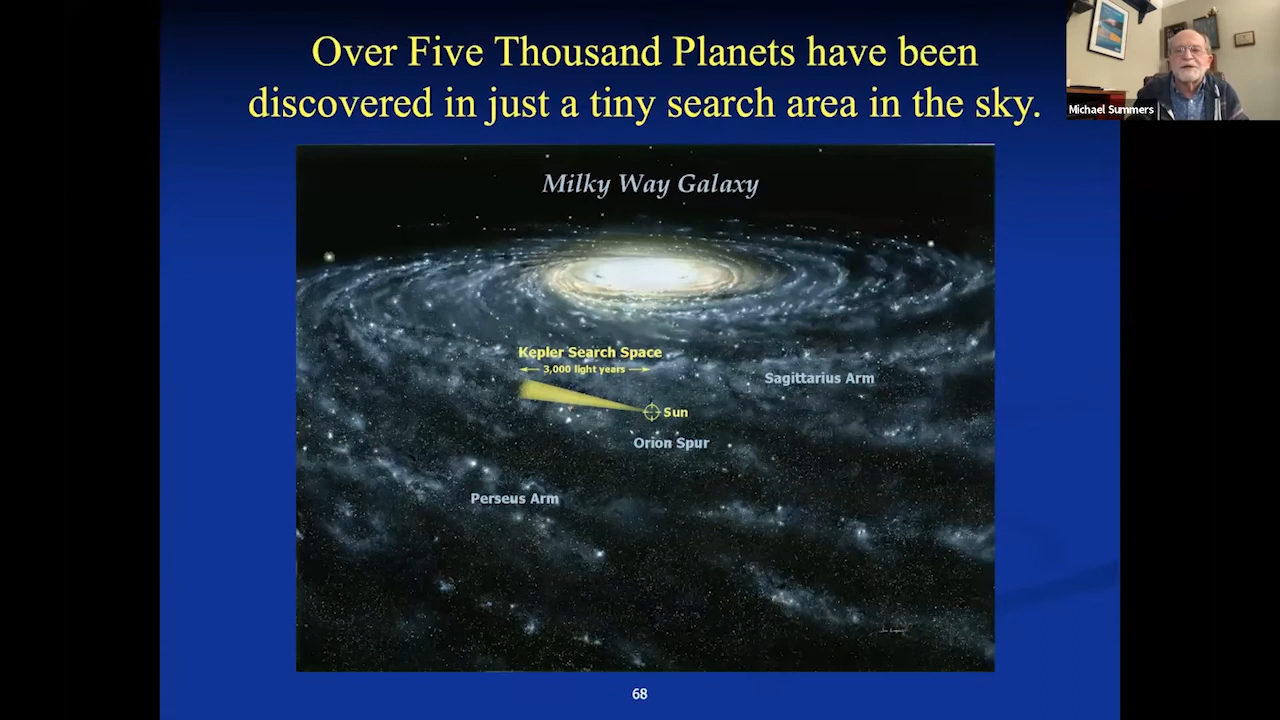 Over Five Thousand Planets have been
discovered in just a tiny search area in the sky.
Michael Summers
Milky Way Galaxy
Kepler Search Space
3,000 light years
Sagittarius Arm
Sun
Orion Spur
Perseus Arm
68